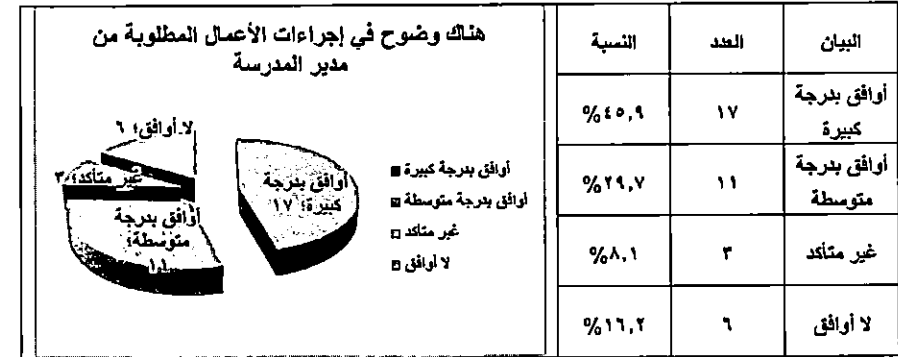 هناك وضوح في إجراءات الأعمال المطلوبة من
مدير المدرسة
لا أوافق؛ ٦
غير متأكد؛ ٣
أوافق بدرجة
متوسطة؛
١١
أوافق بدرجة
كبيرة؛ ١٧
أوافق بدرجة كبيرة
أوافق بدرجة متوسطة
غير متأكد
لا أوافق
البيان العدد النسبة
أوافق بدرجة
كبيرة ١٧ %٤٥,٩
أوافق بدرجة
متوسطة ١١ %٢٩,٧
غير متأكد ٣ %٨,١
لا أوافق ٦ %١٦,٢